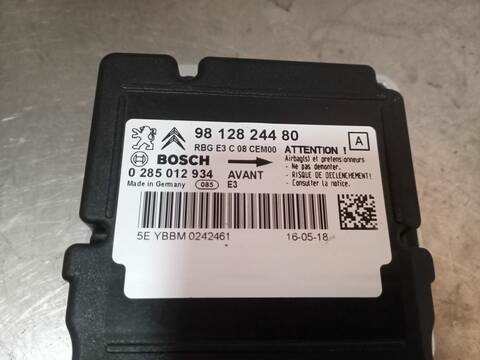 98 128 244 80
A
RBG E3 C 08 CEM00
ATTENTION !
BOSCH
Airbag(s) et pretensionneurs
- Ne pas demonter.
0 285 012 934 AVANT
- RISQUE DE DECLENCHEMENT!
Made in Germany 085 E3
- Consulter la notice.
5E YBBM 0242461
16-05-18